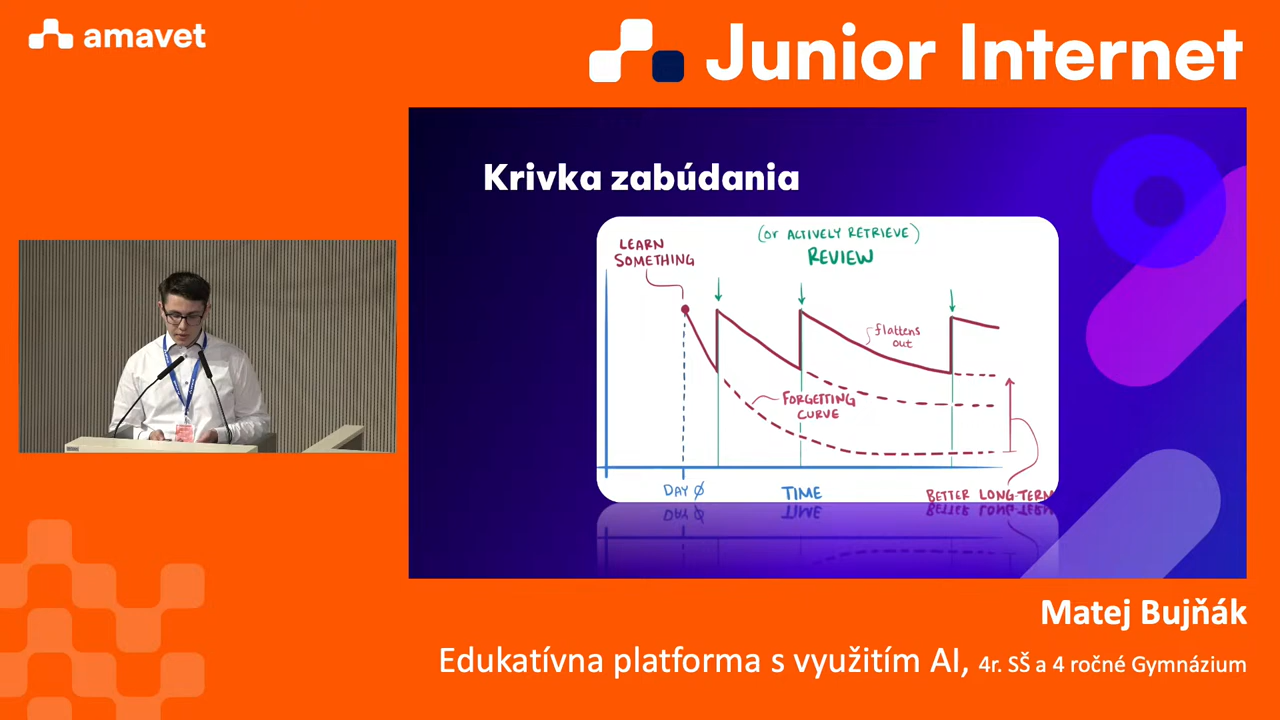 amavet
Junior Internet
Krivka zabúdania
(or ACTIVELY RETRIEVE)
REVIEW
LEARN
SOMETHING
flattens
out
FORGETTING
CURVE
DAY 0
TIME
BETTER LONG-TERM
Matej Bujňák
Edukatívna platforma s využitím AI, 4r. SŠ a 4 ročné Gymnázium